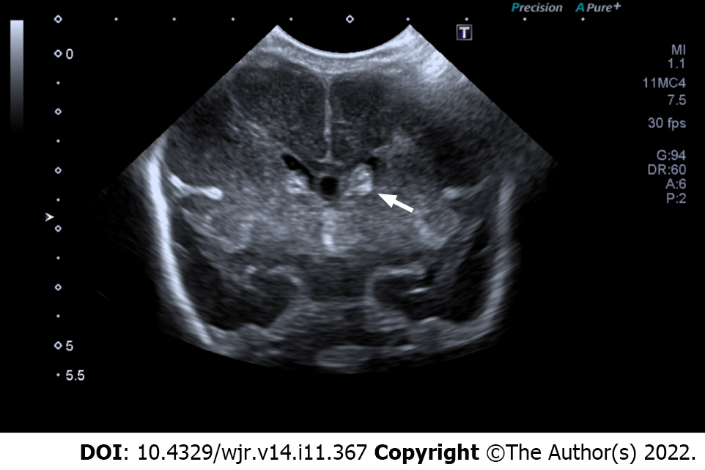 Precision APure+
T
0
MI
1.1
11MC4
7.5
30 fps
G:94
DR:60
A:6
P:2
5
5.5
DOI: 10.4329/wjr.v14.i11.367 Copyright ©The Author(s) 2022.